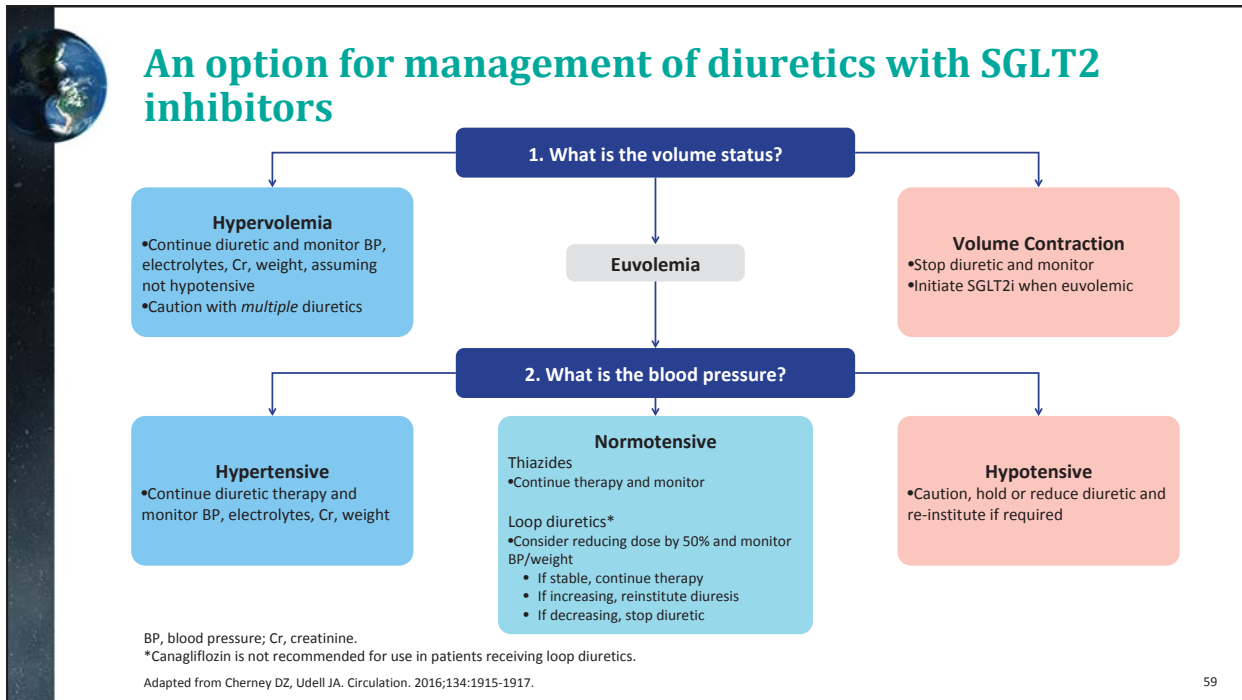 An option for management of diuretics with SGLT2
inhibitors
1. What is the volume status?
Hypervolemia
•Continue diuretic and monitor BP,
electrolytes, Cr, weight, assuming
not hypotensive
•Caution with multiple diuretics
Euvolemia
Volume Contraction
•Stop diuretic and monitor
•Initiate SGLT2i when euvolemic
2. What is the blood pressure?
Hypertensive
•Continue diuretic therapy and
monitor BP, electrolytes, Cr, weight
Normotensive
Thiazides
•Continue therapy and monitor
Loop diuretics*
•Consider reducing dose by 50% and monitor
BP/weight
• If stable, continue therapy
• If increasing, reinstitute diuresis
• If decreasing, stop diuretic
Hypotensive
•Caution, hold or reduce diuretic and
re-institute if required
BP, blood pressure; Cr, creatinine.
*Canagliflozin is not recommended for use in patients receiving loop diuretics.
Adapted from Cherney DZ, Udell JA. Circulation. 2016;134:1915-1917.
59